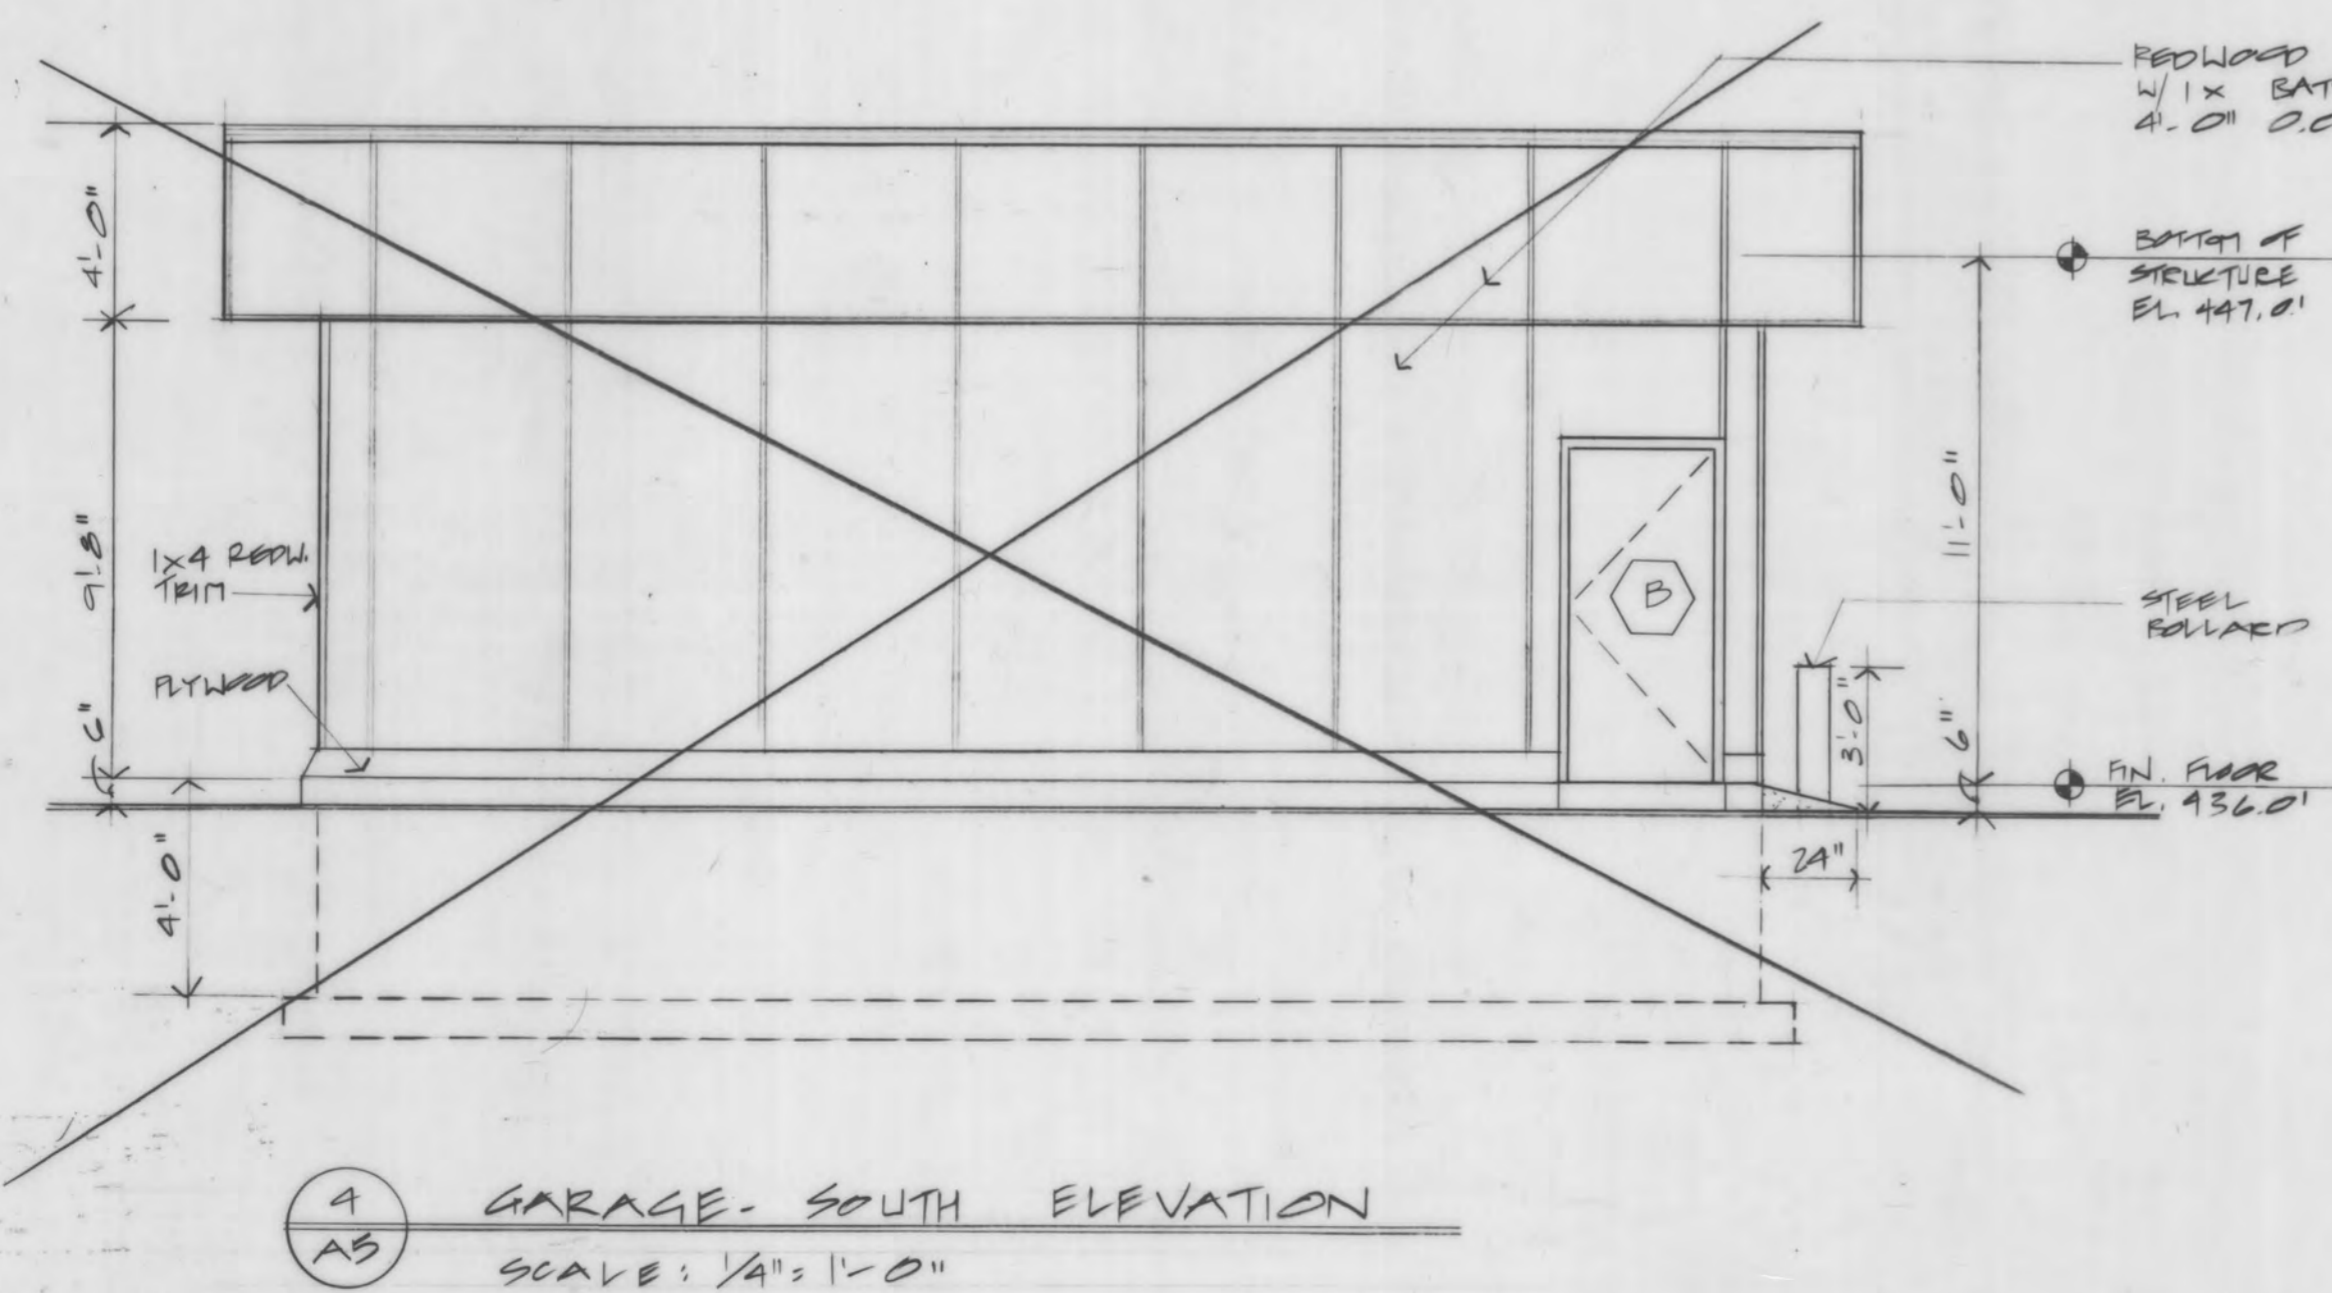 REDWOOD
W/ 1x BAT
4'-0" O.C
4'-0"
BOTTOM OF
STRUCTURE
EL. 447.0'
9'-8"
1x4 REDW.
TRIM
11'-0"
B
STEEL
BOLLARD
PLYWOOD
6"
3'-0"
6"
FIN. FLOOR
EL. 436.0'
4'-0"
24"
4
A5
GARAGE - SOUTH ELEVATION
SCALE: 1/4" = 1'-0"